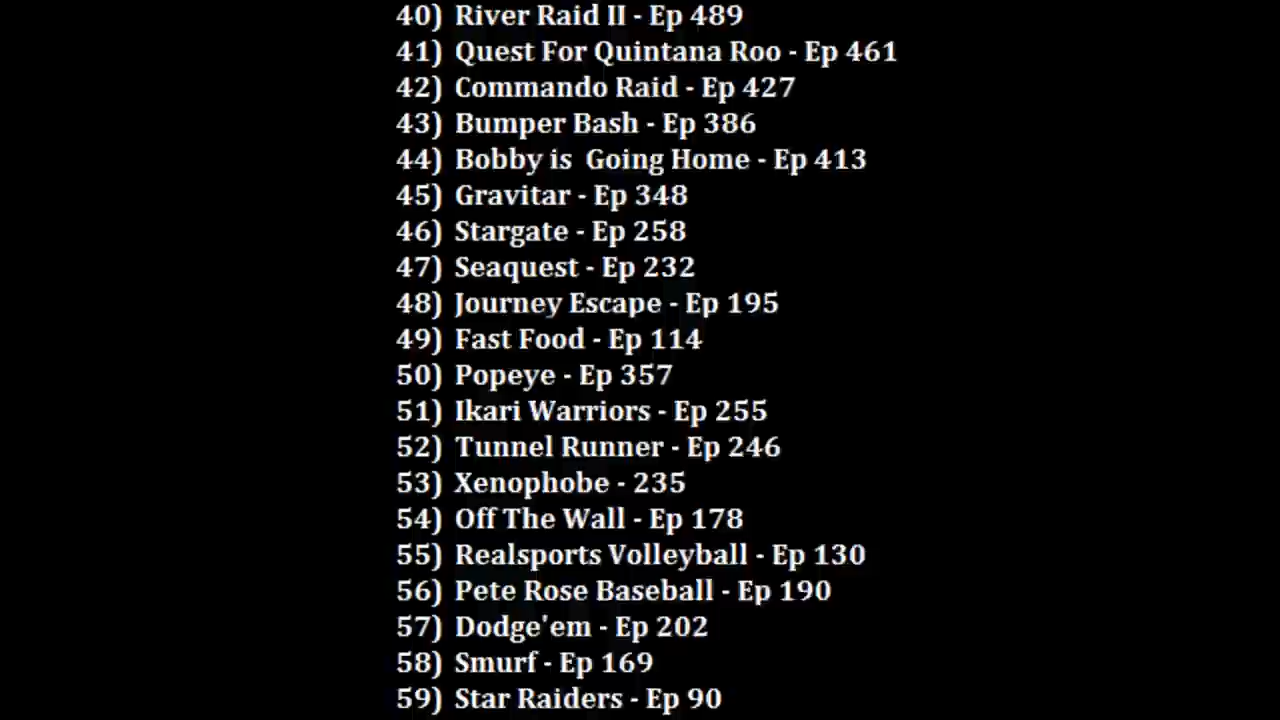 40) River Raid II - Ep 489
41) Quest For Quintana Roo - Ep 461
42) Commando Raid - Ep 427
43) Bumper Bash - Ep 386
44) Bobby is  Going Home - Ep 413
45) Gravitar - Ep 348
46) Stargate - Ep 258
47) Seaquest - Ep 232
48) Journey Escape - Ep 195
49) Fast Food - Ep 114
50) Popeye - Ep 357
51) Ikari Warriors - Ep 255
52) Tunnel Runner - Ep 246
53) Xenophobe - 235
54) Off The Wall - Ep 178
55) Realsports Volleyball - Ep 130
56) Pete Rose Baseball - Ep 190
57) Dodge'em - Ep 202
58) Smurf - Ep 169
59) Star Raiders - Ep 90